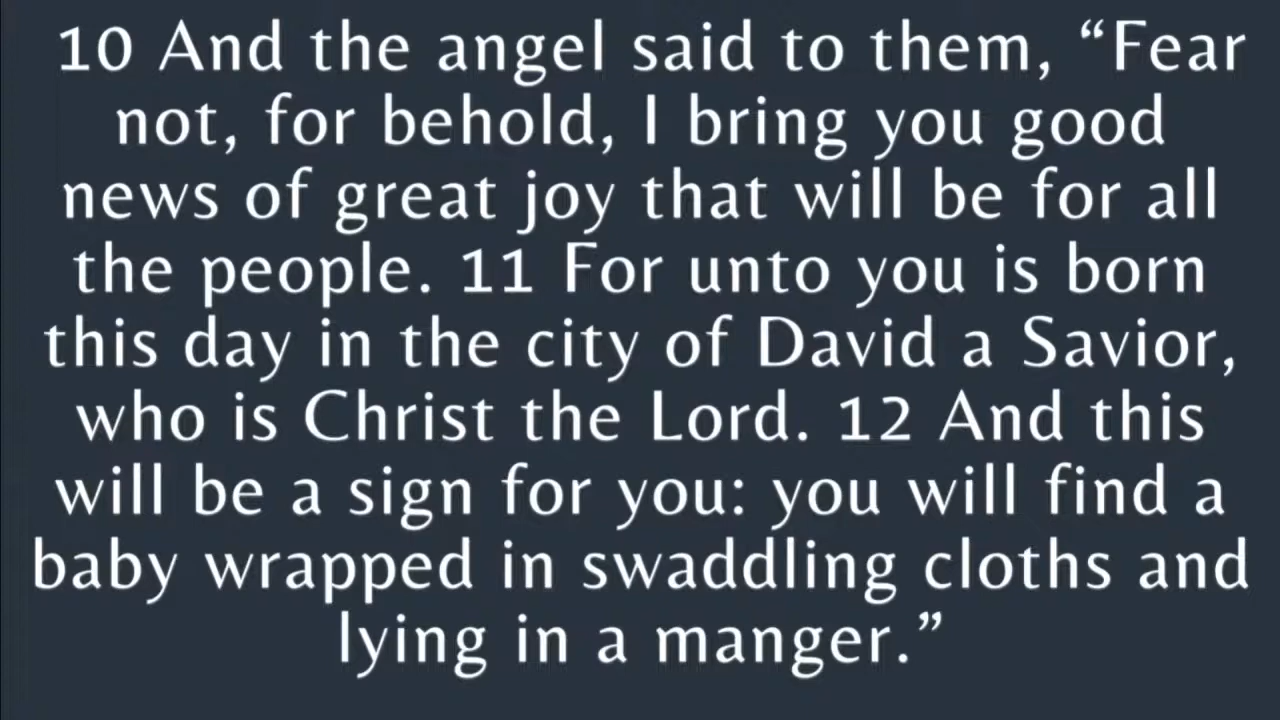 10 And the angel said to them, “Fear
not, for behold, I bring you good
news of great joy that will be for all
the people. 11 For unto you is born
this day in the city of David a Savior,
who is Christ the Lord. 12 And this
will be a sign for you: you will find a
baby wrapped in swaddling cloths and
lying in a manger.”